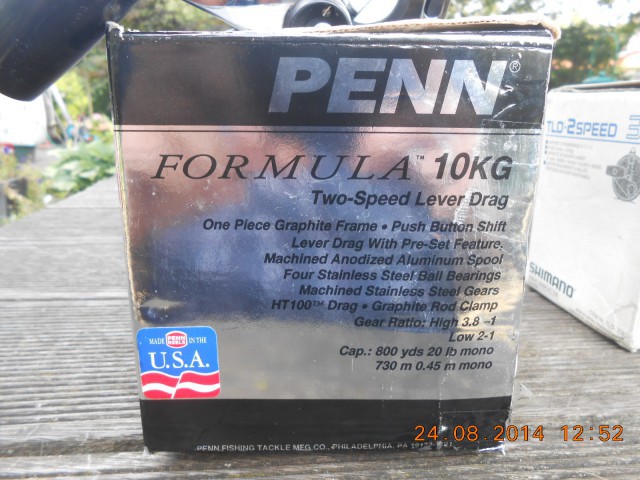 PENN®
FORMULA™ 10KG
Two-Speed Lever Drag
One Piece Graphite Frame • Push Button Shift
Lever Drag With Pre-Set Feature,
Machined Anodized Aluminum Spool
Four Stainless Steel Ball Bearings
Machined Stainless Steel Gears
HT100™ Drag • Graphite Rod Clamp
Gear Ratio: High 3.8 -1
Low 2-1
Cap.: 800 yds 20 lb mono
730 m 0.45 m mono
MADE PENN REELS IN THE
U.S.A.
PENN FISHING TACKLE MFG. CO., PHILADELPHIA, PA
TLD-2SPEED
SHIMANO
24.08.2014 12:52